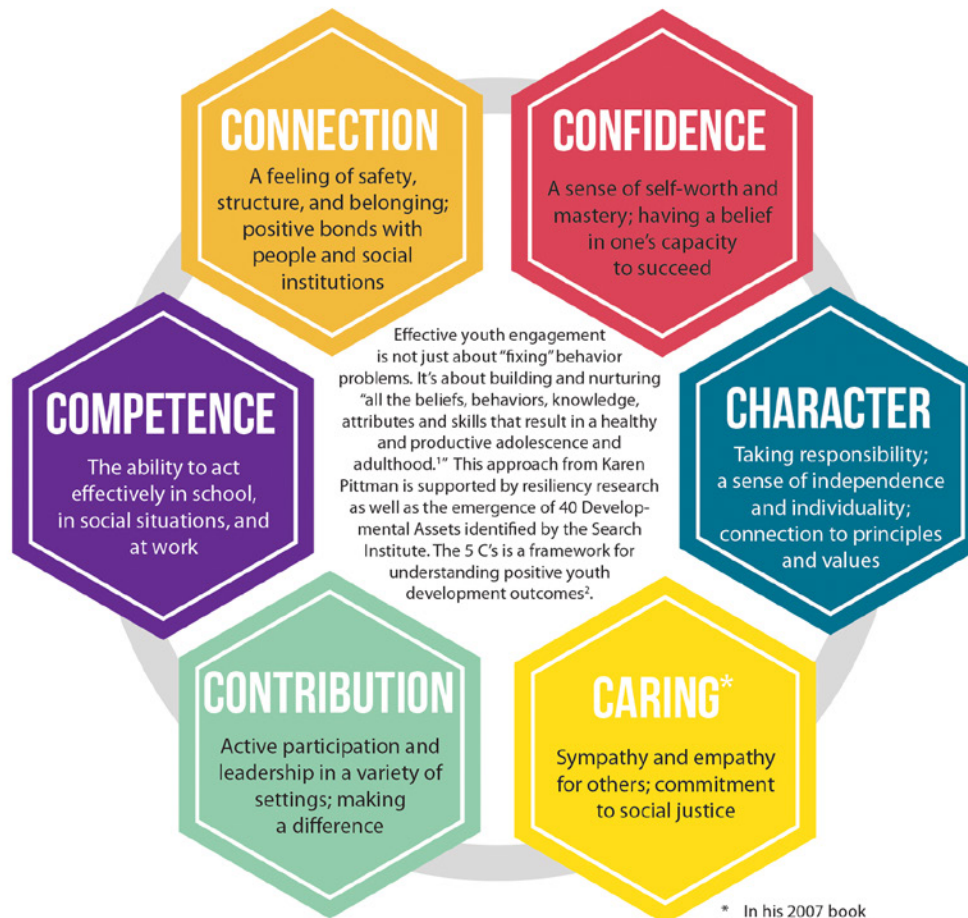 CONNECTION
A feeling of safety,
structure, and belonging;
positive bonds with
people and social
institutions
CONFIDENCE
A sense of self-worth and
mastery; having a belief
in one's capacity
to succeed
COMPETENCE
The ability to act
effectively in school,
in social situations, and
at work
Effective youth engagement
is not just about "fixing" behavior
problems. It's about building and nurturing
"all the beliefs, behaviors, knowledge,
attributes and skills that result in a healthy
and productive adolescence and
adulthood.¹" This approach from Karen
Pittman is supported by resiliency research
as well as the emergence of 40 Develop-
mental Assets identified by the Search
Institute. The 5 C's is a framework for
understanding positive youth
development outcomes².
CHARACTER
Taking responsibility;
a sense of independence
and individuality;
connection to principles
and values
CONTRIBUTION
Active participation and
leadership in a variety of
settings; making
a difference
CARING*
Sympathy and empathy
for others; commitment
to social justice
* In his 2007 book